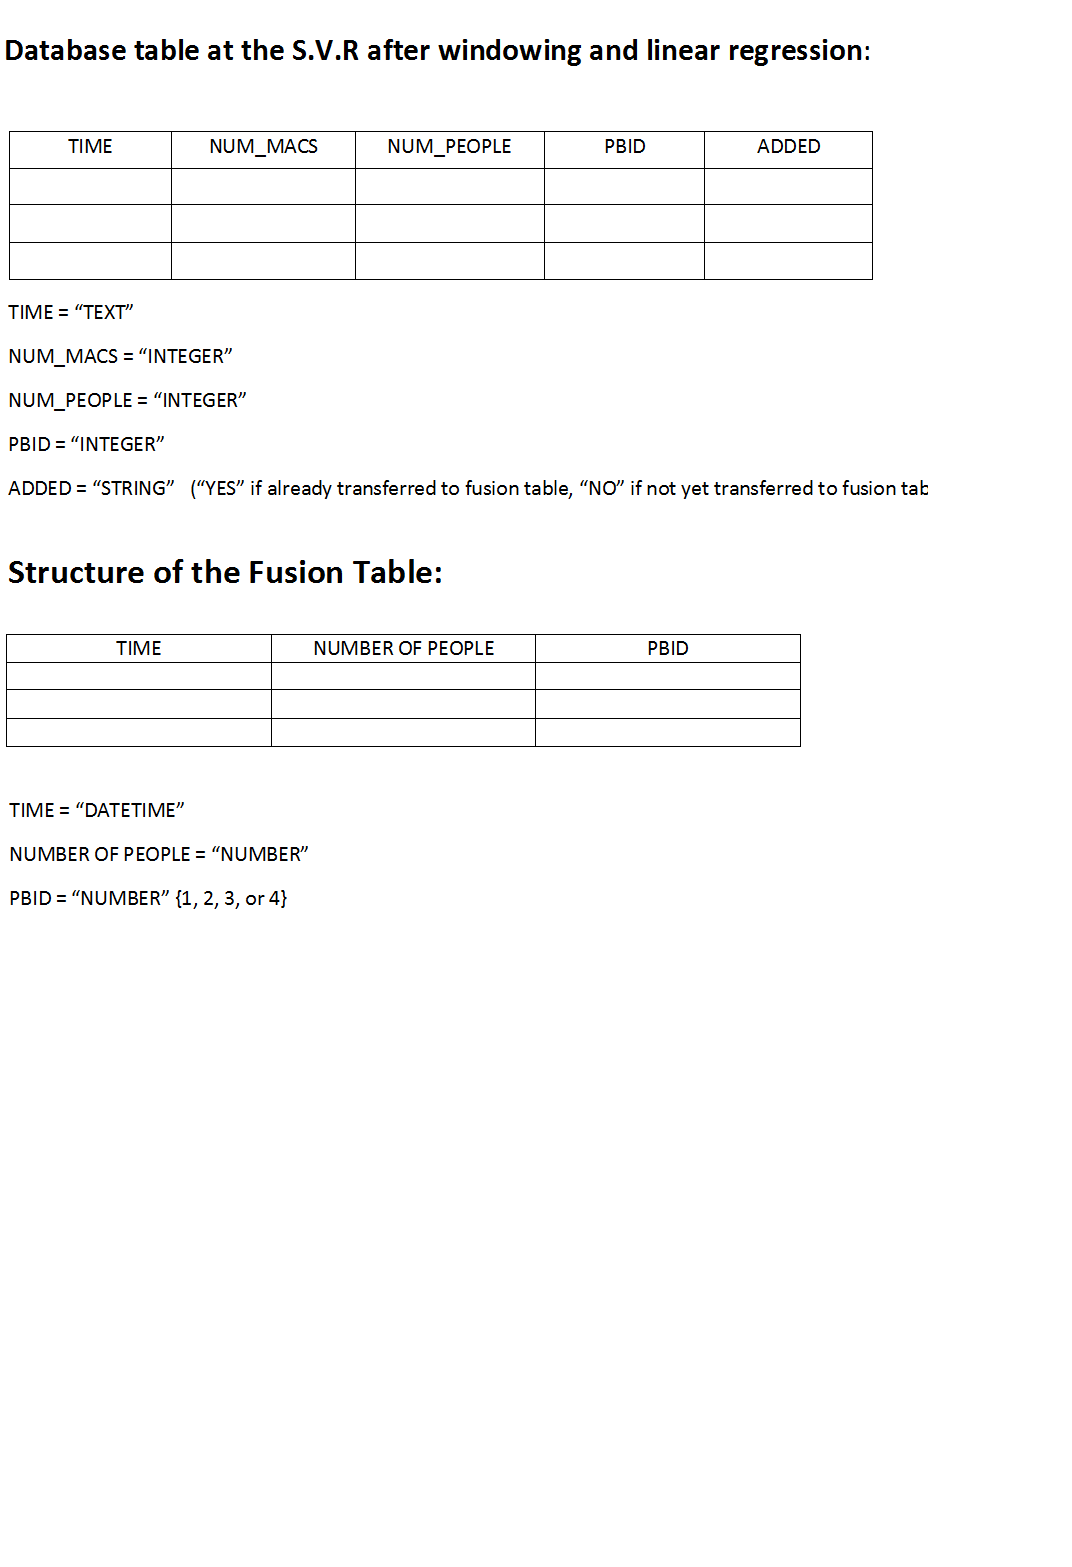 Database table at the S.V.R after windowing and linear regression:
TIME NUM_MACS NUM_PEOPLE PBID ADDED
TIME = “TEXT”
NUM_MACS = “INTEGER”
NUM_PEOPLE = “INTEGER”
PBID = “INTEGER”
ADDED = “STRING” (“YES” if already transferred to fusion table, “NO” if not yet transferred to fusion tab
Structure of the Fusion Table:
TIME NUMBER OF PEOPLE PBID
TIME = “DATETIME”
NUMBER OF PEOPLE = “NUMBER”
PBID = “NUMBER” {1, 2, 3, or 4}